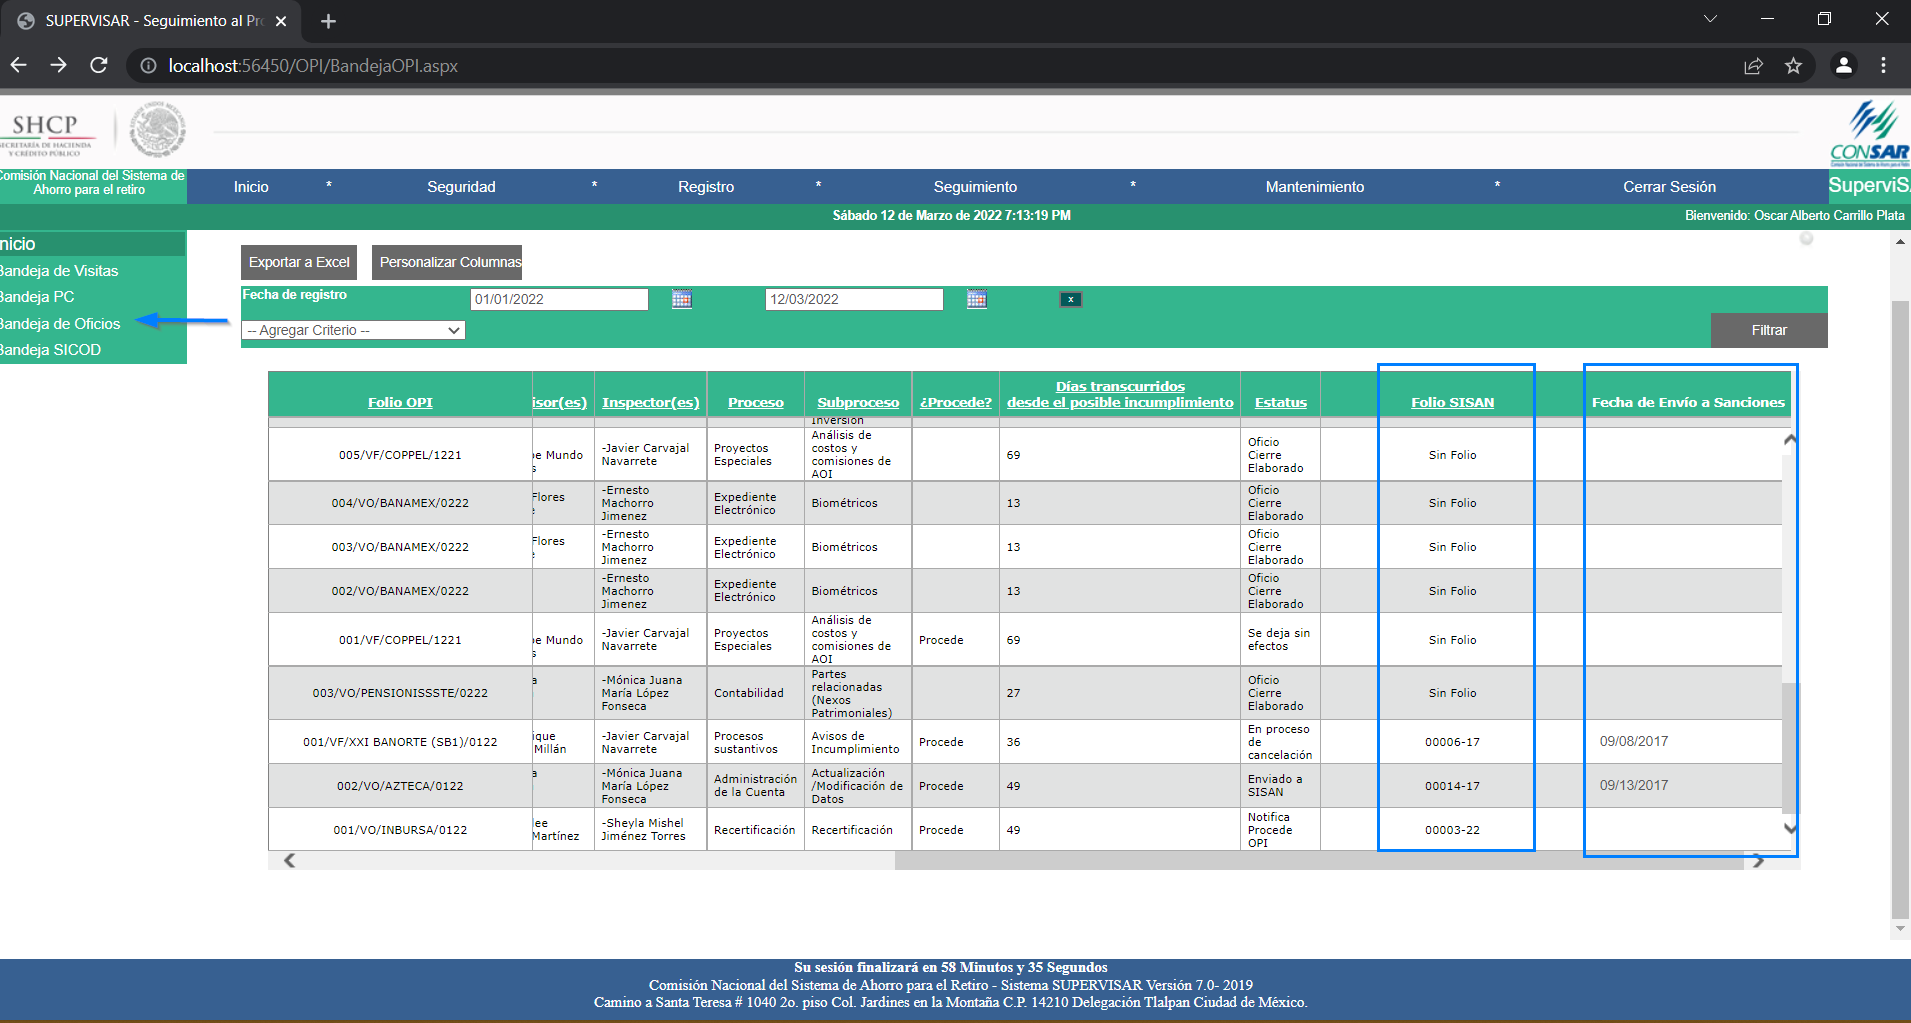 SUPERVISAR - Seguimiento al Pr
localhost:56450/OPI/BandejaOPI.aspx
SHCP
SECRETARÍA DE HACIENDA
Y CRÉDITO PÚBLICO
CONSAR
Comisión Nacional del Sistema de
Ahorro para el retiro
Inicio * Seguridad * Registro * Seguimiento * Mantenimiento * Cerrar Sesión
SuperviS
Sábado 12 de Marzo de 2022 7:13:19 PM
Bienvenido: Oscar Alberto Carrillo Plata
nicio
Bandeja de Visitas
Bandeja PC
Bandeja de Oficios
Bandeja SICOD
Exportar a Excel
Personalizar Columnas
Fecha de registro 01/01/2022 12/03/2022 x
-- Agregar Criterio --
Filtrar
Folio OPI isor(es) Inspector(es) Proceso Subproceso ¿Procede? Días transcurridos
desde el posible incumplimiento Estatus Folio SISAN Fecha de Envío a Sanciones
Inversión
005/VF/COPPEL/1221
oe Mundo
s
-Javier Carvajal
Navarrete
Proyectos
Especiales
Análisis de
costos y
comisiones de
AOI
69
Oficio
Cierre
Elaborado
Sin Folio
004/VO/BANAMEX/0222
Flores
-Ernesto
Machorro
Jimenez
Expediente
Electrónico
Biométricos
13
Oficio
Cierre
Elaborado
Sin Folio
003/VO/BANAMEX/0222
Flores
-Ernesto
Machorro
Jimenez
Expediente
Electrónico
Biométricos
13
Oficio
Cierre
Elaborado
Sin Folio
002/VO/BANAMEX/0222
-Ernesto
Machorro
Jimenez
Expediente
Electrónico
Biométricos
13
Oficio
Cierre
Elaborado
Sin Folio
001/VF/COPPEL/1221
oe Mundo
s
-Javier Carvajal
Navarrete
Proyectos
Especiales
Análisis de
costos y
comisiones de
AOI
Procede
69
Se deja sin
efectos
Sin Folio
003/VO/PENSIONISSSTE/0222
a
-Mónica Juana
María López
Fonseca
Contabilidad
Partes
relacionadas
(Nexos
Patrimoniales)
27
Oficio
Cierre
Elaborado
Sin Folio
001/VF/XXI BANORTE (SB1)/0122
ique
Millán
-Javier Carvajal
Navarrete
Procesos
sustantivos
Avisos de
Incumplimiento
Procede
36
En proceso
de
cancelación
00006-17
09/08/2017
002/VO/AZTECA/0122
a
-Mónica Juana
María López
Fonseca
Administración
de la Cuenta
Actualización
/Modificación de
Datos
Procede
49
Enviado a
SISAN
00014-17
09/13/2017
001/VO/INBURSA/0122
lee
Martínez
-Sheyla Mishel
Jiménez Torres
Recertificación
Recertificación
Procede
49
Notifica
Procede
OPI
00003-22
Su sesión finalizará en 58 Minutos y 35 Segundos
Comisión Nacional del Sistema de Ahorro para el Retiro - Sistema SUPERVISAR Versión 7.0- 2019
Camino a Santa Teresa # 1040 2o. piso Col. Jardines en la Montaña C.P. 14210 Delegación Tlalpan Ciudad de México.